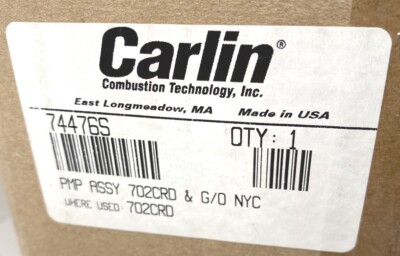 Carlin®
Combustion Technology, Inc.
East Longmeadow, MA Made in USA
74476S QTY: 1
PMP ASSY 702CRD & G/O NYC
WHERE USED 702CRD